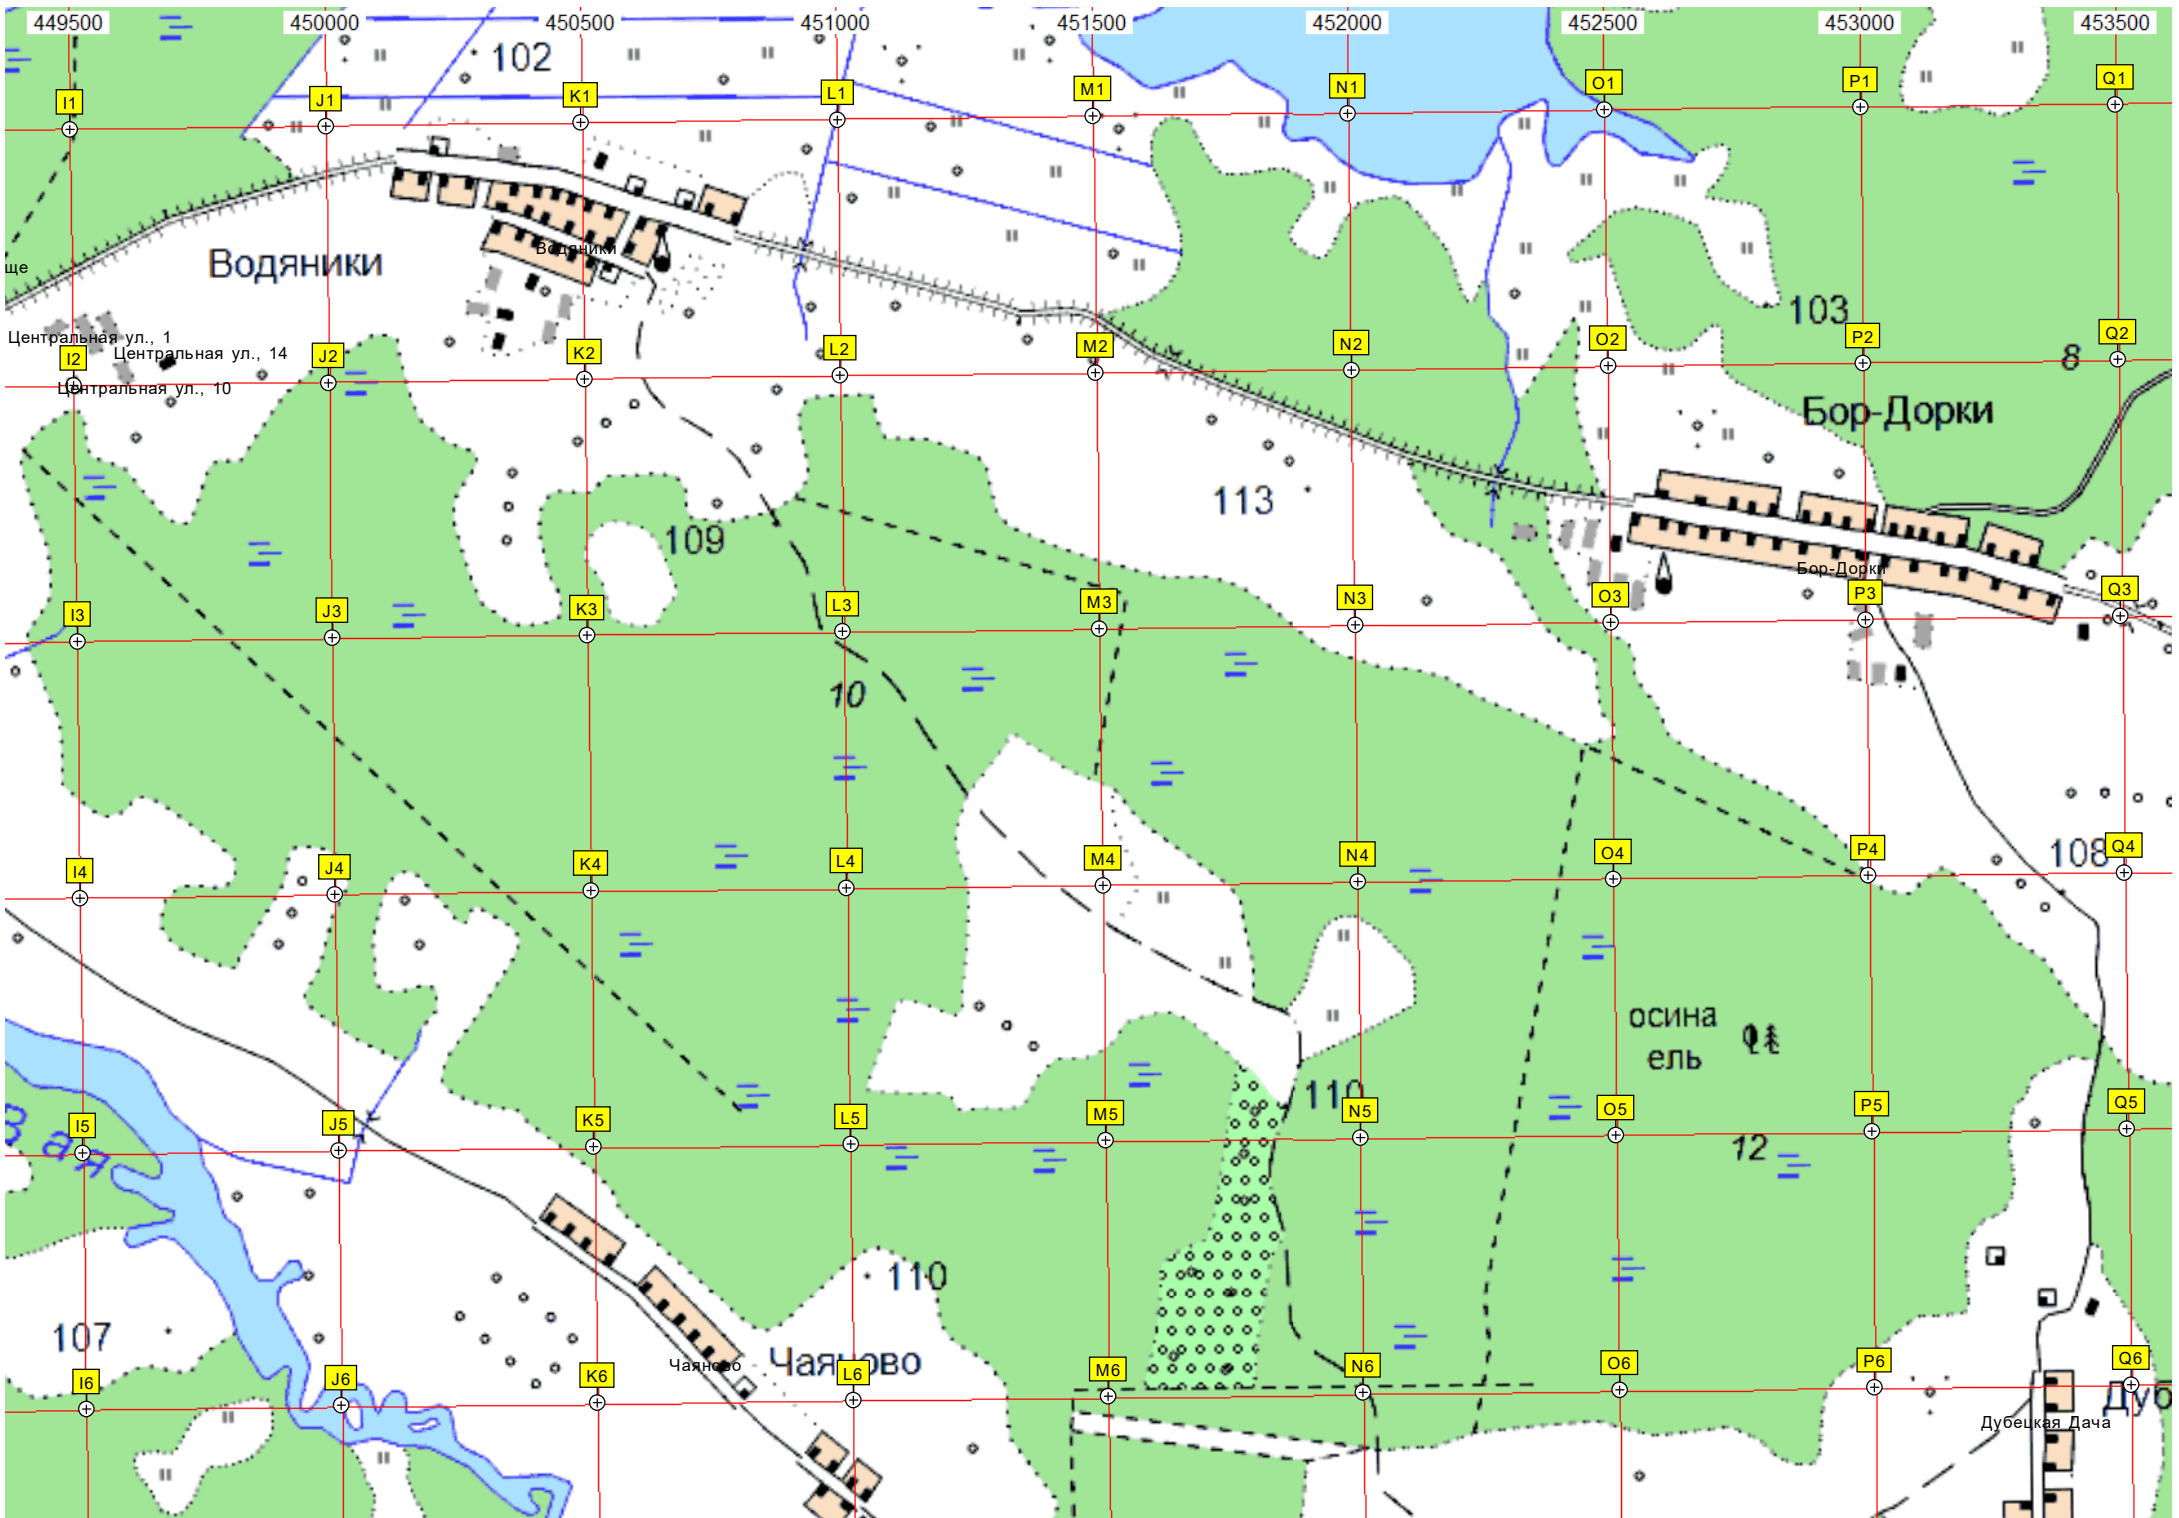 449500 450000 450500 451000 451500 452000 452500 453000 453500
102
I1 J1 K1 L1 M1 N1 O1 P1 Q1
Водяники
Водяники
ще
103
Центральная ул., 1
Центральная ул., 14
I2 J2 K2 L2 M2 N2 O2 P2 Q2
8
Центральная ул., 10
Бор-Дорки
113
109
Бор-Дорки
I3 J3 K3 L3 M3 N3 O3 P3 Q3
10
108
I4 J4 K4 L4 M4 N4 O4 P4 Q4
осина
ель
110
Вая
I5 J5 K5 L5 M5 N5 O5 P5 Q5
12
110
107
Чаяново
Чаяново
I6 J6 K6 L6 M6 N6 O6 P6 Q6
Дуб
Дубецкая Дача